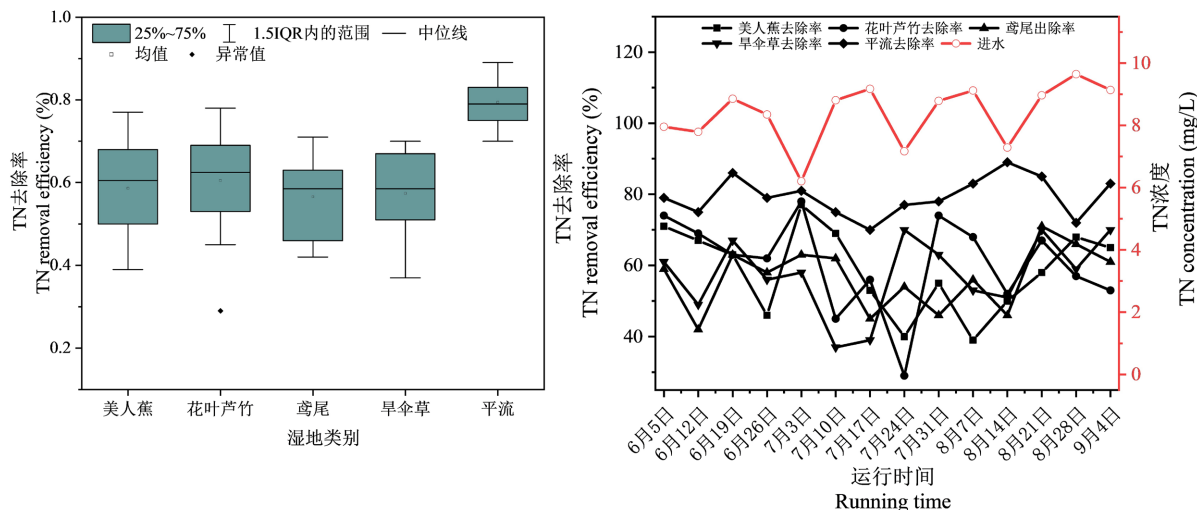 25%~75%
1.5IQR内的范围
中位线
均值
异常值
1.0
0.8
0.6
0.4
0.2
TN去除率
TN removal efficiency (%)
美人蕉
花叶芦竹
鸢尾
旱伞草
平流
湿地类别
美人蕉去除率
花叶芦竹去除率
鸢尾出除率
旱伞草去除率
平流去除率
进水
120
100
80
60
40
TN去除率
TN removal efficiency (%)
10
8
6
4
2
0
TN浓度
TN concentration (mg/L)
6月5日
6月12日
6月19日
6月26日
7月3日
7月10日
7月17日
7月24日
7月31日
8月7日
8月14日
8月21日
8月28日
9月4日
运行时间
Running time